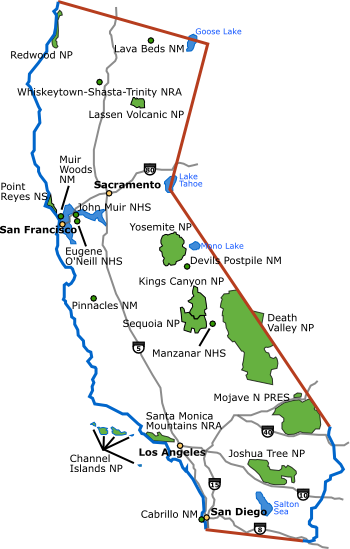 Goose Lake
Lava Beds NM
Redwood NP
Whiskeytown-Shasta-Trinity NRA
Lassen Volcanic NP
Muir
Woods
NM
80
Lake
Tahoe
Sacramento
Point
Reyes NS
John Muir NHS
San Francisco
Yosemite NP
Mono Lake
Eugene
O'Neill NHS
Devils Postpile NM
Kings Canyon NP
Pinnacles NM
Sequoia NP
Death
Valley NP
Manzanar NHS
5
Mojave N PRES
Santa Monica
Mountains NRA
40
Los Angeles
Channel
Islands NP
Joshua Tree NP
15
10
Salton
Sea
Cabrillo NM
San Diego
8